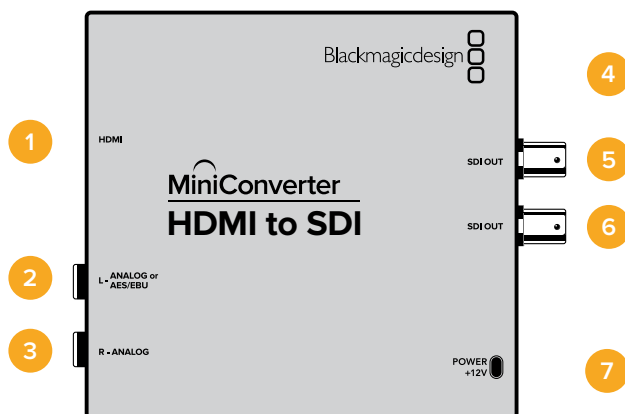 Blackmagicdesign
4
1
HDMI
5
SDI OUT
MiniConverter
HDMI to SDI
6
SDI OUT
2
L - ANALOG or
AES/EBU
3
R - ANALOG
POWER
+12V
7